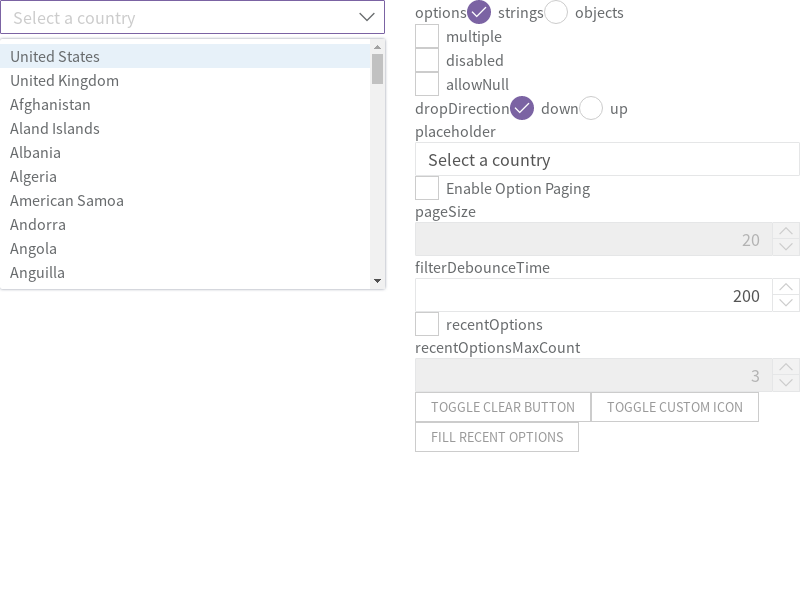 Select a country
United States
United Kingdom
Afghanistan
Aland Islands
Albania
Algeria
American Samoa
Andorra
Angola
Anguilla
options strings objects
multiple
disabled
allowNull
dropDirection down up
placeholder
Select a country
Enable Option Paging
pageSize
20
filterDebounceTime
200
recentOptions
recentOptionsMaxCount
3
TOGGLE CLEAR BUTTON TOGGLE CUSTOM ICON
FILL RECENT OPTIONS